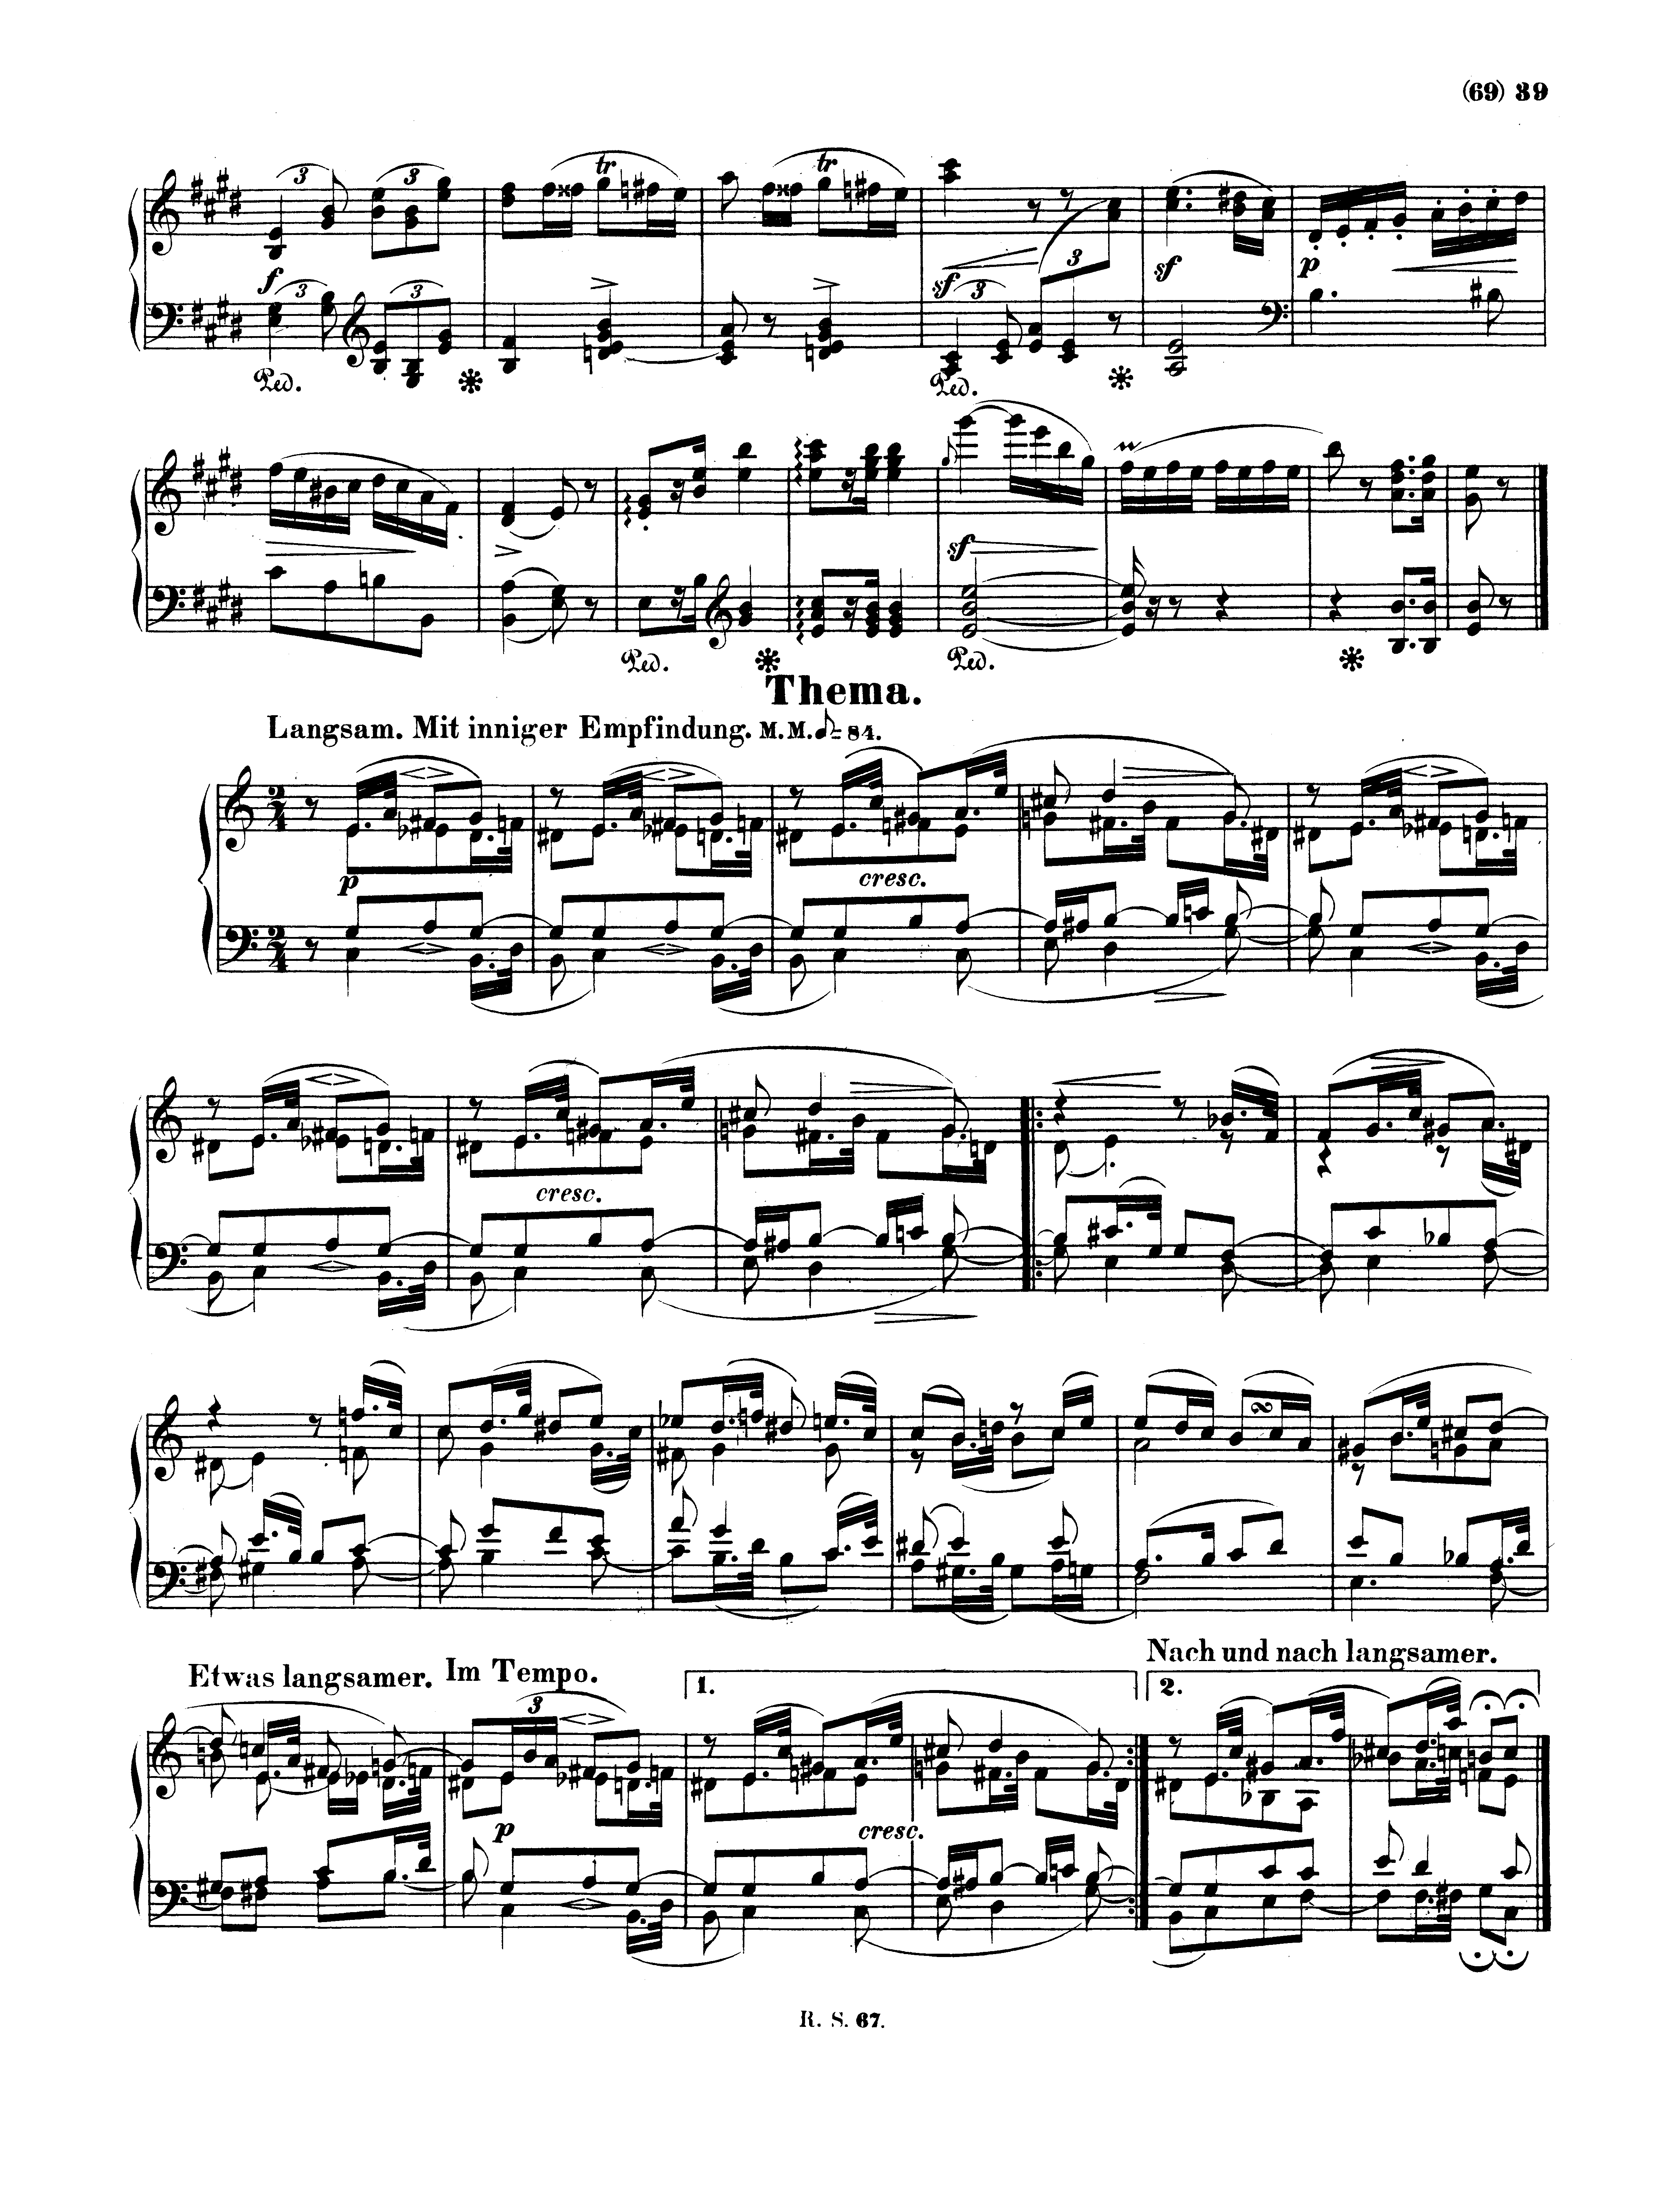 (69) 39
3 3 tr tr
f 3 3 sf 3 3 sf p
Ped. Ped.
sf
Ped. Ped.
Thema.
Langsam. Mit inniger Empfindung. M. M. ♪= 84.
2 4
p cresc.
2 4
cresc.
Etwas langsamer. Im Tempo. Nach und nach langsamer.
3 1. 2.
p cresc.
R. S. 67.